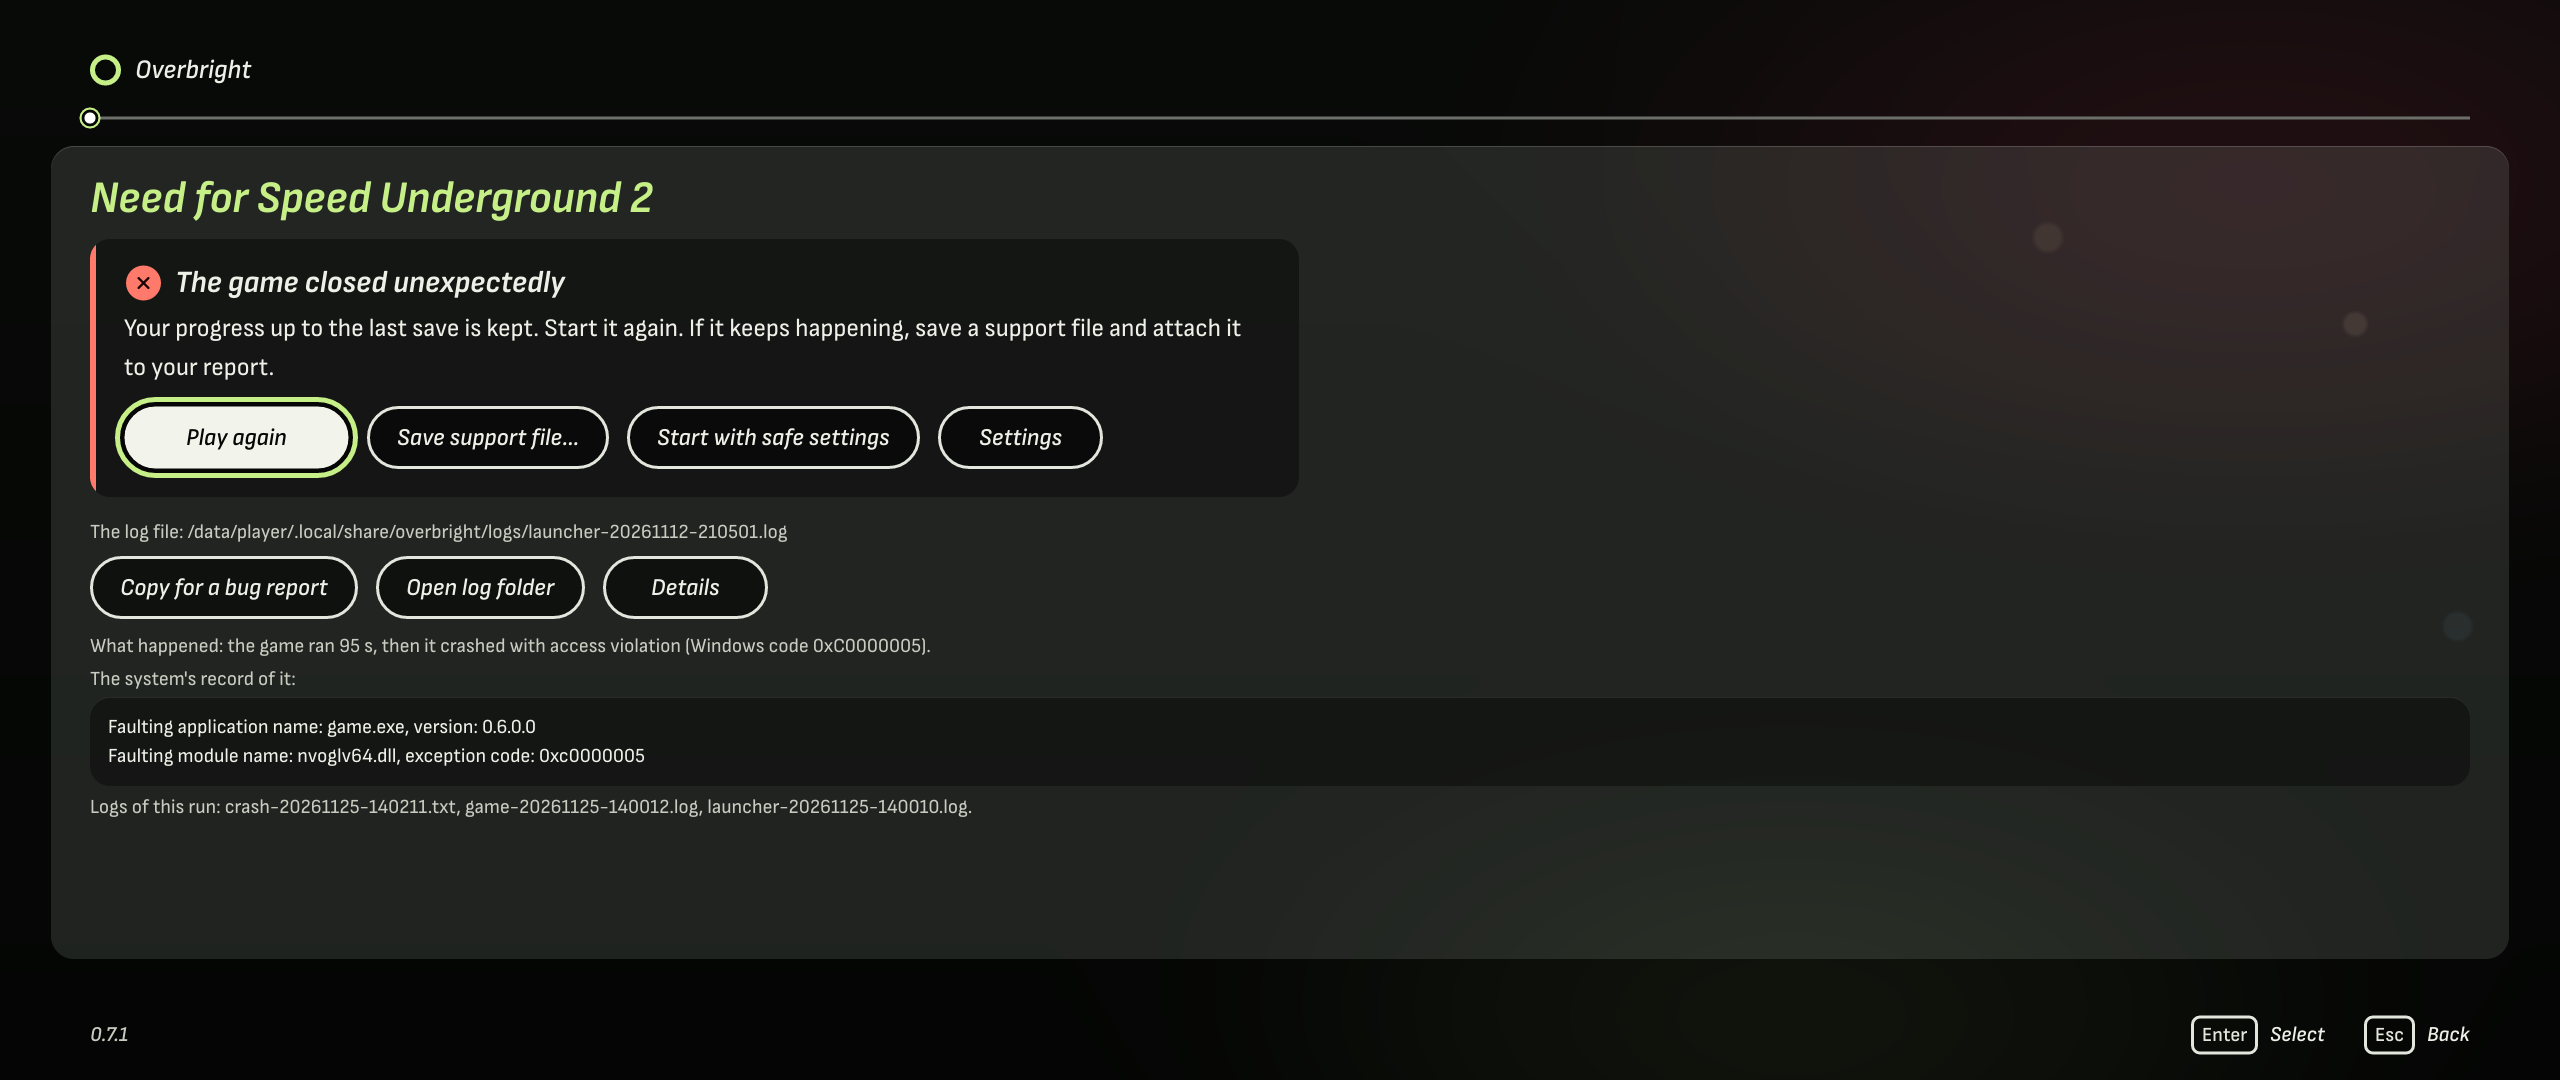 Overbright
Need for Speed Underground 2
The game closed unexpectedly
Your progress up to the last save is kept. Start it again. If it keeps happening, save a support file and attach it
to your report.
Play again
Save support file...
Start with safe settings
Settings
The log file: /data/player/.local/share/overbright/logs/launcher-20261112-210501.log
Copy for a bug report
Open log folder
Details
What happened: the game ran 95 s, then it crashed with access violation (Windows code 0xC0000005).
The system's record of it:
Faulting application name: game.exe, version: 0.6.0.0
Faulting module name: nvoglv64.dll, exception code: 0xc0000005
Logs of this run: crash-20261125-140211.txt, game-20261125-140012.log, launcher-20261125-140010.log.
0.7.1
Enter Select
Esc Back